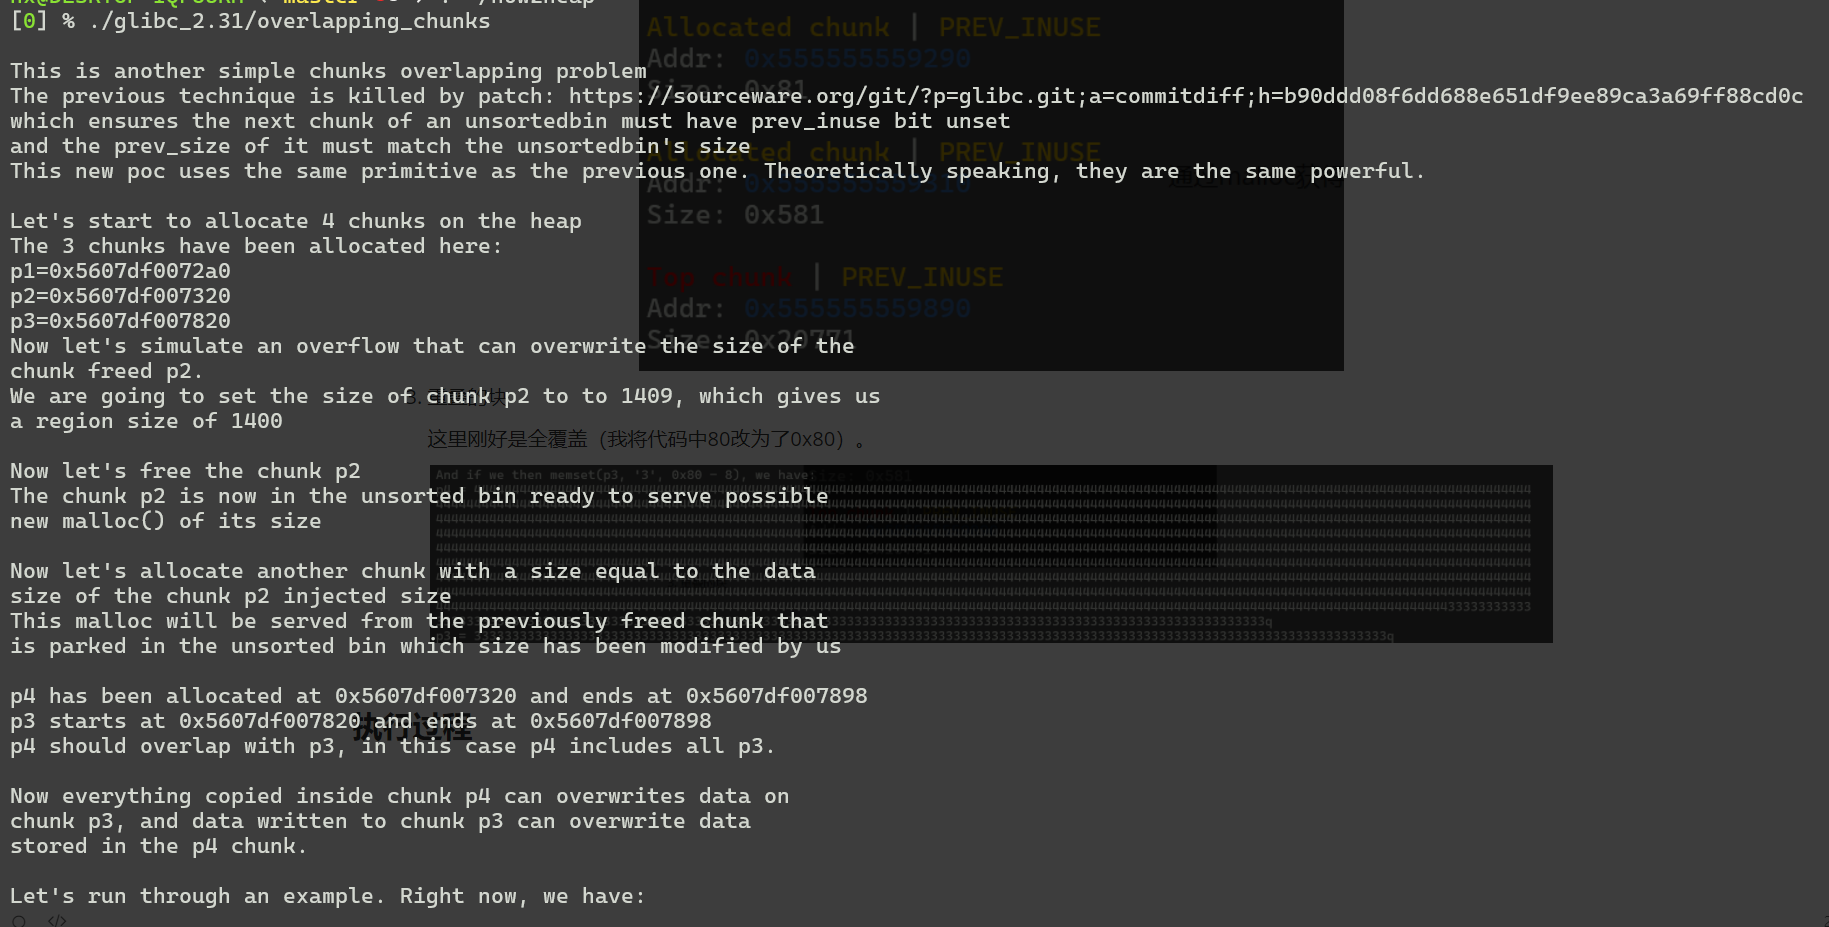 [0] % ./glibc_2.31/overlapping_chunks
This is another simple chunks overlapping problem
The previous technique is killed by patch: https://sourceware.org/git/?p=glibc.git;a=commitdiff;h=b90ddd08f6dd688e651df9ee89ca3a69ff88cd0c
which ensures the next chunk of an unsortedbin must have prev_inuse bit unset
and the prev_size of it must match the unsortedbin's size
This new poc uses the same primitive as the previous one. Theoretically speaking, they are the same powerful.
Let's start to allocate 4 chunks on the heap
The 3 chunks have been allocated here:
p1=0x5607df0072a0
p2=0x5607df007320
p3=0x5607df007820
Now let's simulate an overflow that can overwrite the size of the
chunk freed p2.
We are going to set the size of chunk p2 to to 1409, which gives us
a region size of 1400
Now let's free the chunk p2
The chunk p2 is now in the unsorted bin ready to serve possible
new malloc() of its size
Now let's allocate another chunk with a size equal to the data
size of the chunk p2 injected size
This malloc will be served from the previously freed chunk that
is parked in the unsorted bin which size has been modified by us
p4 has been allocated at 0x5607df007320 and ends at 0x5607df007898
p3 starts at 0x5607df007820 and ends at 0x5607df007898
p4 should overlap with p3, in this case p4 includes all p3.
Now everything copied inside chunk p4 can overwrites data on
chunk p3, and data written to chunk p3 can overwrite data
stored in the p4 chunk.
Let's run through an example. Right now, we have:
Allocated chunk | PREV_INUSE
Addr: 0x555555559290
Size: 0x81
Allocated chunk | PREV_INUSE
Addr: 0x555555559310
Size: 0x581
Top chunk | PREV_INUSE
Addr: 0x555555559890
Size: 0x20771
这里刚好是全覆盖（我将代码中80改为了0x80）。
And if we then memset(p3, '3', 0x80 - 8), we have:
执行过程